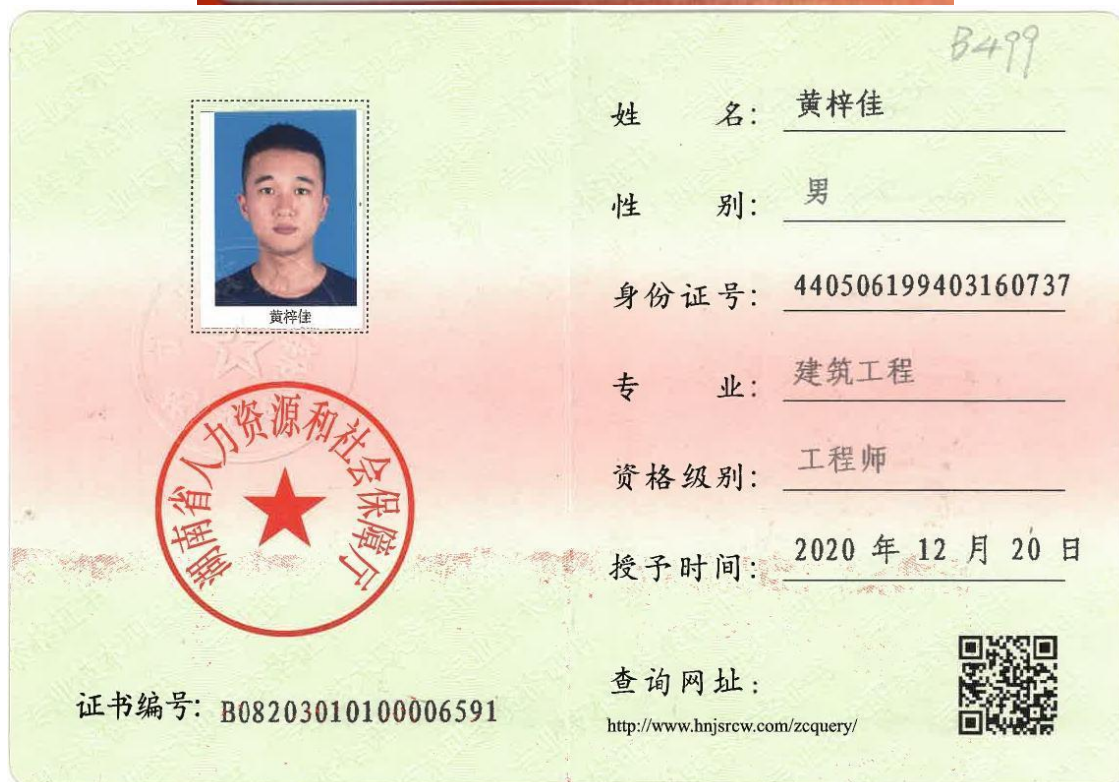 B499
黄梓佳
湖南省人力资源和社会保障厅
证书编号: B08203010100006591
姓 名: 黄梓佳
性 别: 男
身份证号: 440506199403160737
专 业: 建筑工程
资格级别: 工程师
授予时间: 2020 年 12 月 20 日
查询网址:
http://www.hnjsrcw.com/zcquery/